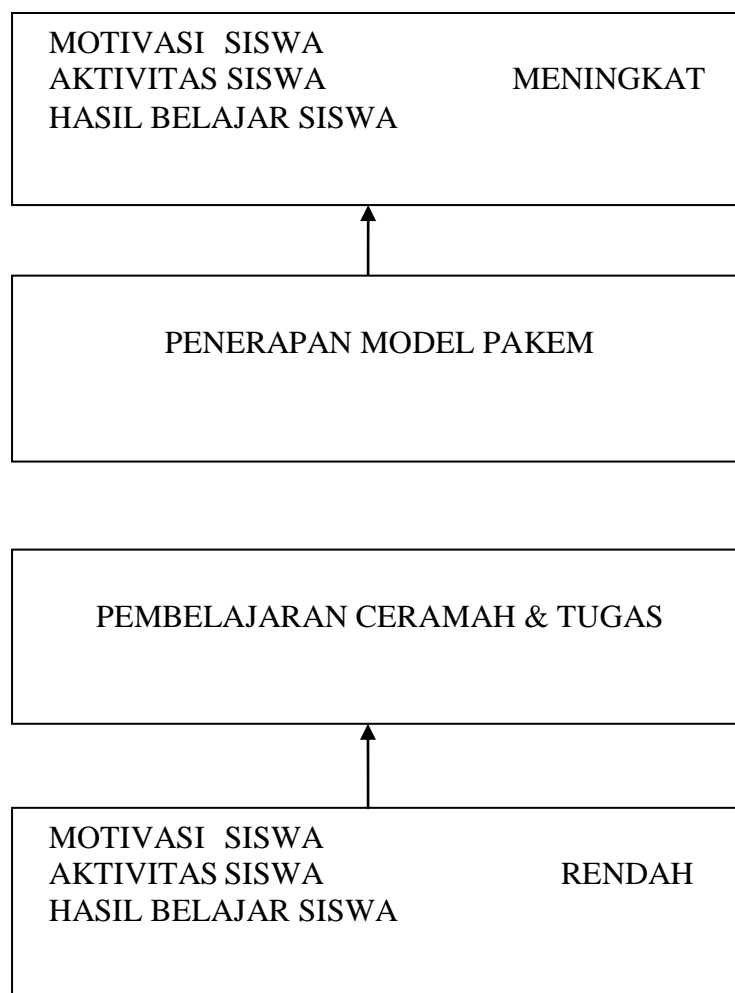 MOTIVASI SISWA
AKTIVITAS SISWA MENINGKAT
HASIL BELAJAR SISWA
PENERAPAN MODEL PAKEM
PEMBELAJARAN CERAMAH & TUGAS
MOTIVASI SISWA
AKTIVITAS SISWA RENDAH
HASIL BELAJAR SISWA